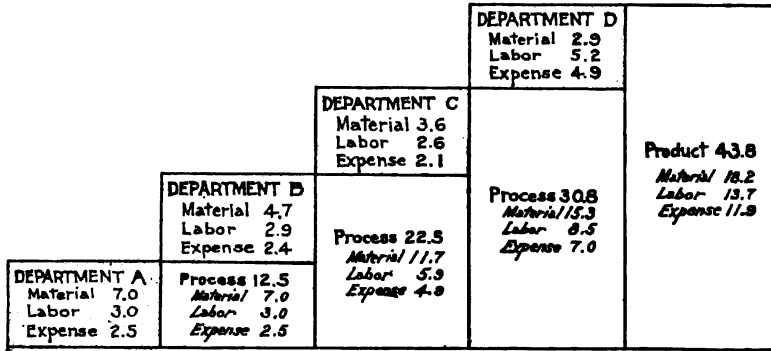 DEPARTMENT D
Material 2.9
Labor 5.2
Expense 4.9
DEPARTMENT C
Material 3.6
Labor 2.6
Expense 2.1
Product 43.8
Material 18.2
Labor 13.7
Expense 11.9
DEPARTMENT B
Material 4.7
Labor 2.9
Expense 2.4
Process 30.8
Material 15.3
Labor 8.5
Expense 7.0
Process 22.5
Material 11.7
Labor 5.9
Expense 4.9
DEPARTMENT A
Material 7.0
Labor 3.0
Expense 2.5
Process 12.5
Material 7.0
Labor 3.0
Expense 2.5